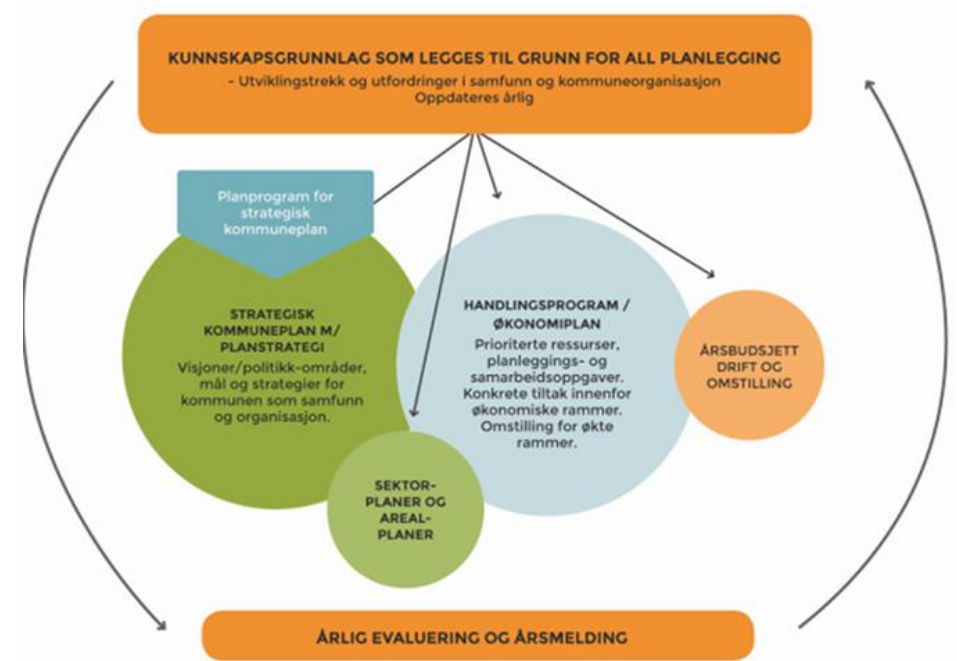 KUNNSKAPSGRUNNLAG SOM LEGGES TIL GRUNN FOR ALL PLANLEGGING
- Utviklingstrekk og utfordringer i samfunn og kommuneorganisasjon
Oppdateres årlig
Planprogram for
strategisk
kommuneplan
STRATEGISK
KOMMUNEPLAN M/
PLANSTRATEGI
Visjoner/politikk-områder,
mål og strategier for
kommunen som samfunn
og organisasjon.
HANDLINGSPROGRAM /
ØKONOMIPLAN
Prioriterte ressurser,
planleggings- og
samarbeidsoppgaver.
Konkrete tiltak innenfor
økonomiske rammer.
Omstilling for økte
rammer.
ÅRSBUDSJETT
DRIFT OG
OMSTILLING
SEKTOR-
PLANER OG
AREAL-
PLANER
ÅRLIG EVALUERING OG ÅRSMELDING